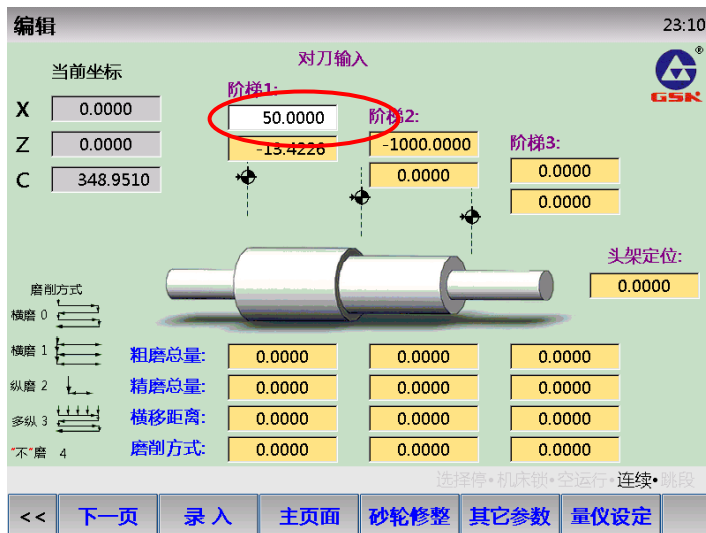 编辑 23:10
当前坐标 对刀输入
® GSK
阶梯1:
X 0.0000 50.0000 阶梯2:
Z 0.0000 -13.4226 -1000.0000 阶梯3:
C 348.9510 0.0000 0.0000
0.0000
头架定位:
0.0000
磨削方式
横磨 0
横磨 1 粗磨总量: 0.0000 0.0000 0.0000
纵磨 2 精磨总量: 0.0000 0.0000 0.0000
多纵 3 横移距离: 0.0000 0.0000 0.0000
"不"磨 4 磨削方式: 0.0000 0.0000 0.0000
选择停•机床锁•空运行•连续•跳段
<< 下一页 录 入 主页面 砂轮修整 其它参数 量仪设定